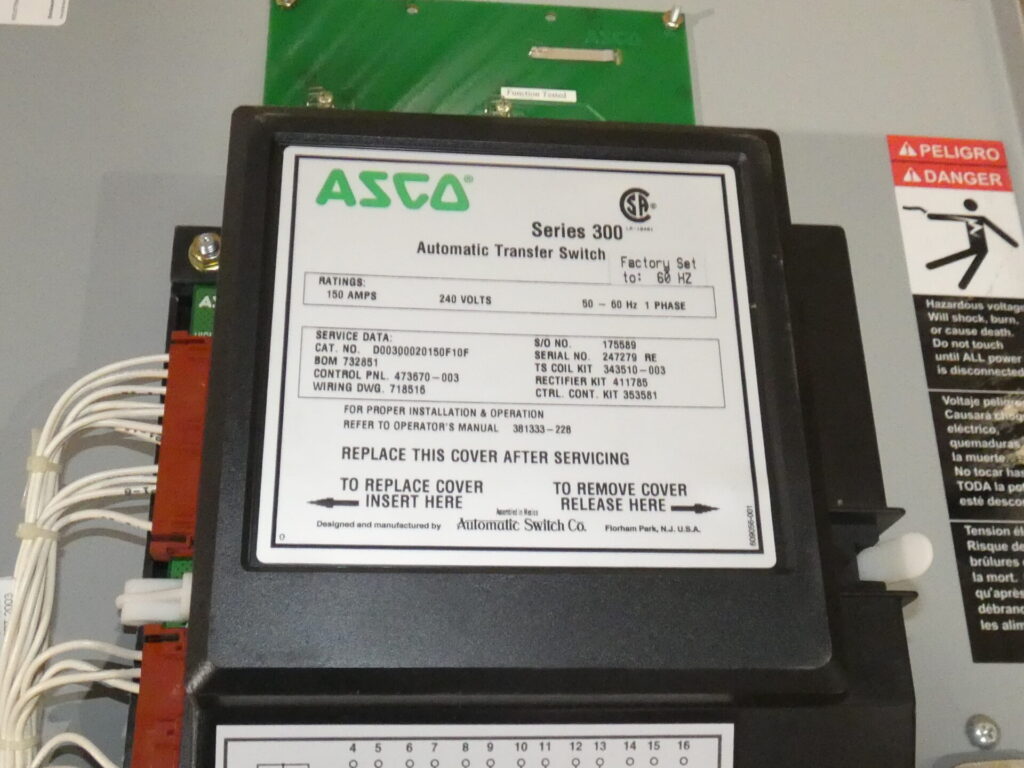 ASCO
Function Tested
ASCO®
Series 300
Automatic Transfer Switch
Factory Set
to: 60 HZ
RATINGS:
150 AMPS 240 VOLTS 50 – 60 Hz 1 PHASE
SERVICE DATA:
CAT. NO. D00300020150F10F
BOM 732851
CONTROL PNL. 473670-003
WIRING DWG. 718516
S/O NO. 175589
SERIAL NO. 247279 RE
TS COIL KIT 343510-003
RECTIFIER KIT 411785
CTRL. CONT. KIT 353581
FOR PROPER INSTALLATION & OPERATION
REFER TO OPERATOR'S MANUAL 381333-228
REPLACE THIS COVER AFTER SERVICING
TO REPLACE COVER
INSERT HERE
TO REMOVE COVER
RELEASE HERE
Assembled in Mexico
Designed and manufactured by Automatic Switch Co. Florham Park, N.J. U.S.A.
0
4 5 6 7 8 9 10 11 12 13 14 15 16
PELIGRO
DANGER
Hazardous voltage
Will shock, burn,
or cause death.
Do not touch
until ALL power
is disconnected
Voltaje
Causará
eléctrico,
quemaduras
la muerte
No tocar
TODA la
esté
Tension
Risque de
brûlures
la mort.
qu'après
les
2003